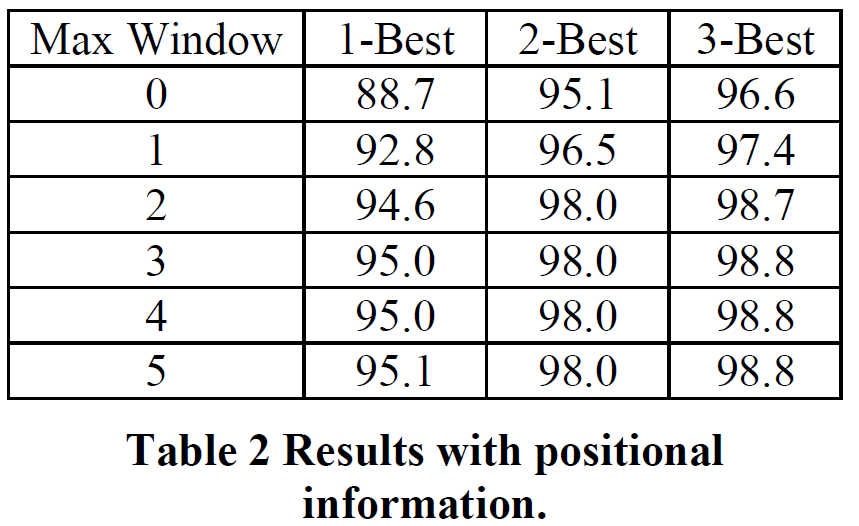 Max Window 1-Best 2-Best 3-Best
0 88.7 95.1 96.6
1 92.8 96.5 97.4
2 94.6 98.0 98.7
3 95.0 98.0 98.8
4 95.0 98.0 98.8
5 95.1 98.0 98.8
Table 2 Results with positional
information.